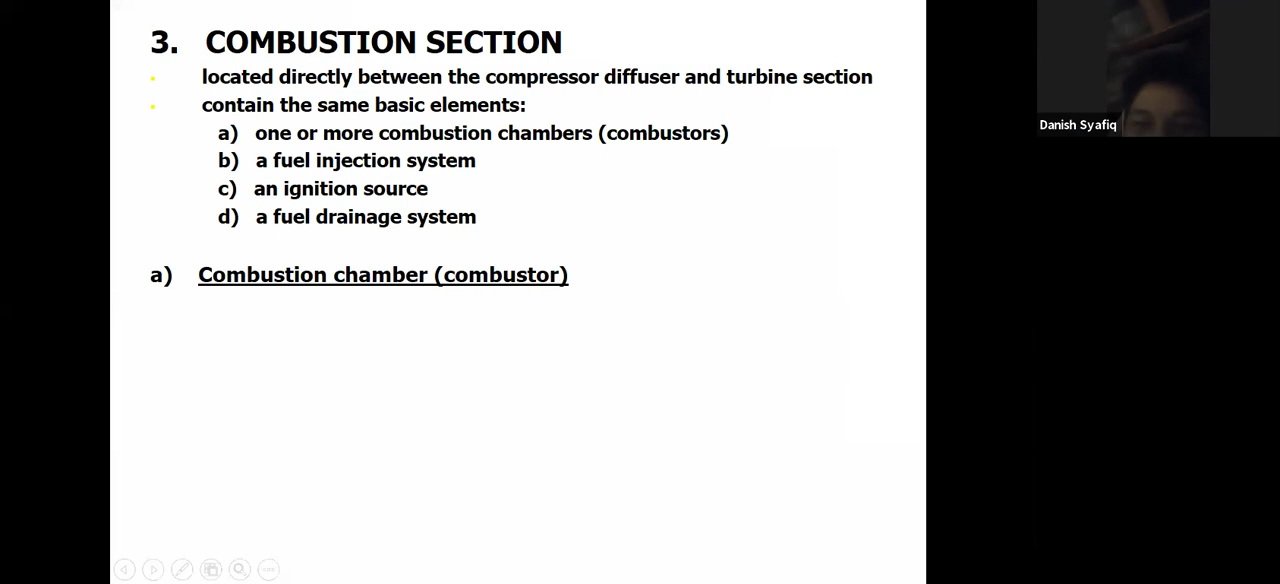 3. COMBUSTION SECTION
located directly between the compressor diffuser and turbine section
contain the same basic elements:
a) one or more combustion chambers (combustors)
b) a fuel injection system
c) an ignition source
d) a fuel drainage system
a) Combustion chamber (combustor)
Danish Syafiq